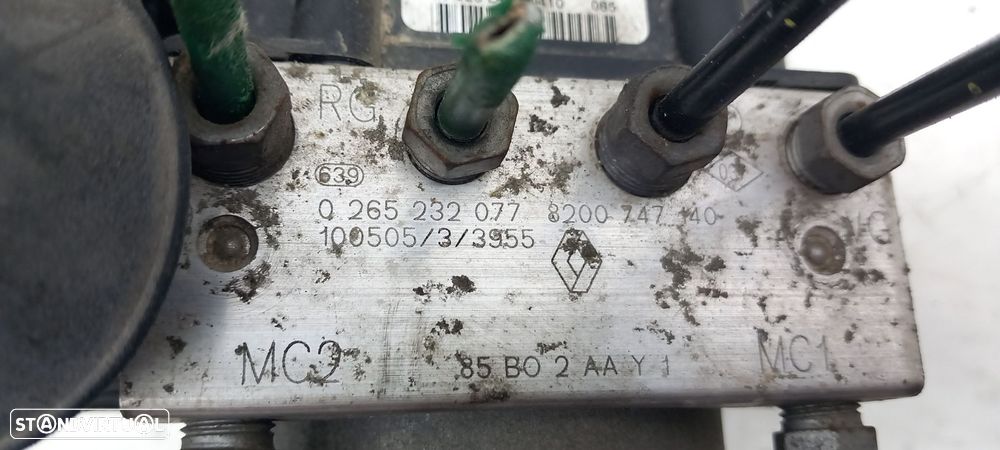 085
RG
639
0 265 232 077 8200 747 140
100505/3/3955
MC2
85 BO 2 AA Y 1
MC1
STANDVIRTUAL